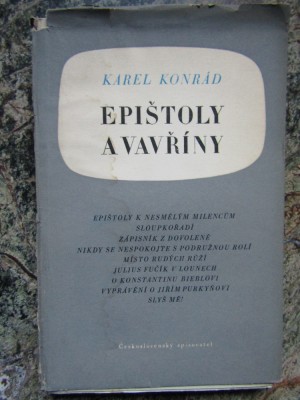 KAREL KONRÁD
EPIŠTOLY
A VAVŘÍNY
EPIŠTOLY K NESMĚLÝM MILENCŮM
SLOUPKOŘADÍ
ZÁPISNÍK Z DOVOLENÉ
NIKDY SE NESPOKOJTE S PODRUŽNOU ROLÍ
MÍSTO RUDÝCH RŮŽÍ
JULIUS FUČÍK V LOUNECH
O KONSTANTINU BIEBLOVI
VYPRÁVĚNÍ O JIŘÍM PURKYŇOVI
SLYŠ MĚ!
Československý spisovatel